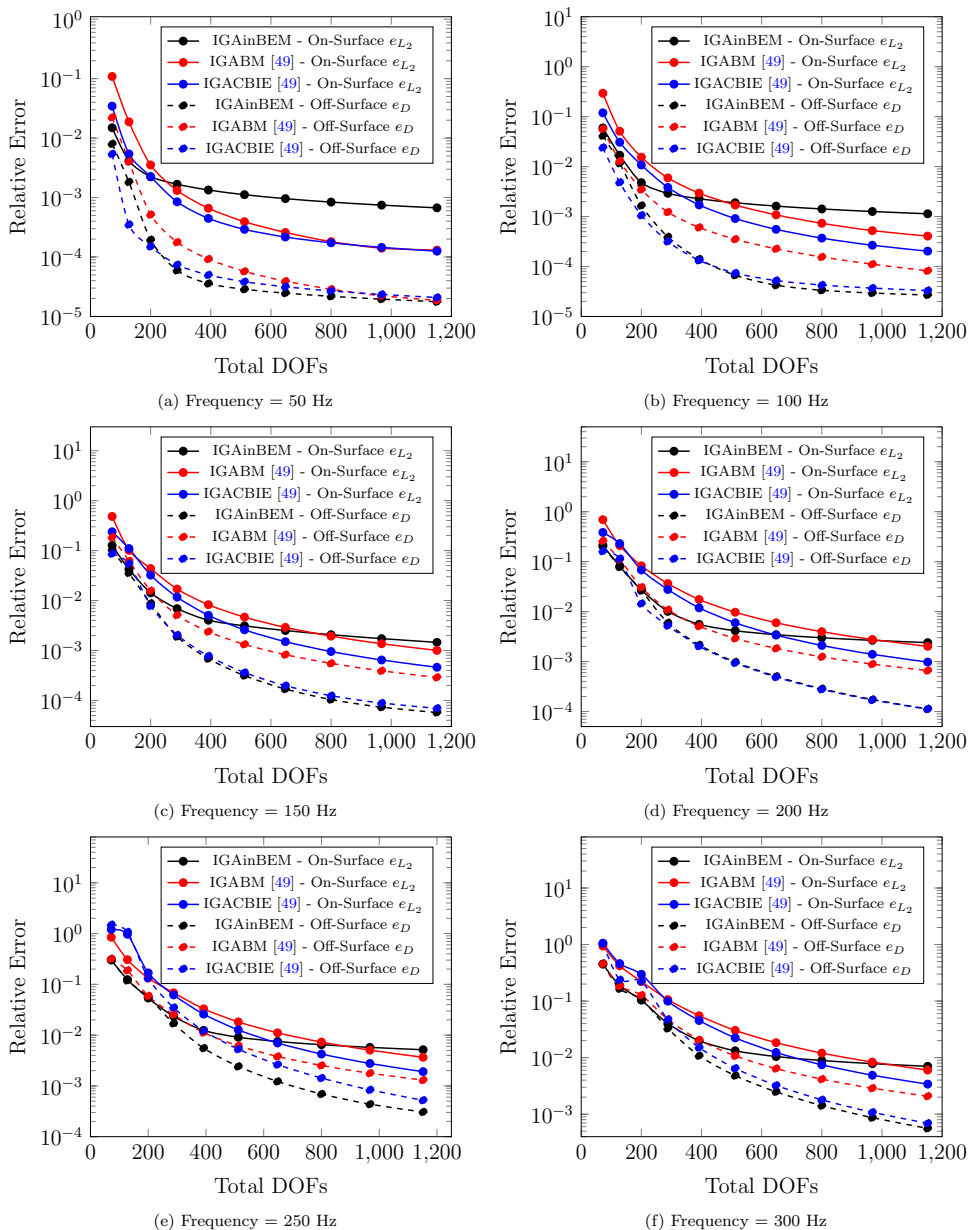 10^0
10^−1
10^−2
10^−3
10^−4
10^−5
Relative Error
IGAinBEM - On-Surface e_{L_2}
IGABM [49] - On-Surface e_{L_2}
IGACBIE [49] - On-Surface e_{L_2}
IGAinBEM - Off-Surface e_D
IGABM [49] - Off-Surface e_D
IGACBIE [49] - Off-Surface e_D
0 200 400 600 800 1,000 1,200
Total DOFs
(a) Frequency = 50 Hz
10^1
10^0
10^−1
10^−2
10^−3
10^−4
10^−5
Relative Error
IGAinBEM - On-Surface e_{L_2}
IGABM [49] - On-Surface e_{L_2}
IGACBIE [49] - On-Surface e_{L_2}
IGAinBEM - Off-Surface e_D
IGABM [49] - Off-Surface e_D
IGACBIE [49] - Off-Surface e_D
0 200 400 600 800 1,000 1,200
Total DOFs
(b) Frequency = 100 Hz
10^1
10^0
10^−1
10^−2
10^−3
10^−4
Relative Error
IGAinBEM - On-Surface e_{L_2}
IGABM [49] - On-Surface e_{L_2}
IGACBIE [49] - On-Surface e_{L_2}
IGAinBEM - Off-Surface e_D
IGABM [49] - Off-Surface e_D
IGACBIE [49] - Off-Surface e_D
0 200 400 600 800 1,000 1,200
Total DOFs
(c) Frequency = 150 Hz
10^1
10^0
10^−1
10^−2
10^−3
10^−4
Relative Error
IGAinBEM - On-Surface e_{L_2}
IGABM [49] - On-Surface e_{L_2}
IGACBIE [49] - On-Surface e_{L_2}
IGAinBEM - Off-Surface e_D
IGABM [49] - Off-Surface e_D
IGACBIE [49] - Off-Surface e_D
0 200 400 600 800 1,000 1,200
Total DOFs
(d) Frequency = 200 Hz
10^1
10^0
10^−1
10^−2
10^−3
10^−4
Relative Error
IGAinBEM - On-Surface e_{L_2}
IGABM [49] - On-Surface e_{L_2}
IGACBIE [49] - On-Surface e_{L_2}
IGAinBEM - Off-Surface e_D
IGABM [49] - Off-Surface e_D
IGACBIE [49] - Off-Surface e_D
0 200 400 600 800 1,000 1,200
Total DOFs
(e) Frequency = 250 Hz
10^1
10^0
10^−1
10^−2
10^−3
Relative Error
IGAinBEM - On-Surface e_{L_2}
IGABM [49] - On-Surface e_{L_2}
IGACBIE [49] - On-Surface e_{L_2}
IGAinBEM - Off-Surface e_D
IGABM [49] - Off-Surface e_D
IGACBIE [49] - Off-Surface e_D
0 200 400 600 800 1,000 1,200
Total DOFs
(f) Frequency = 300 Hz